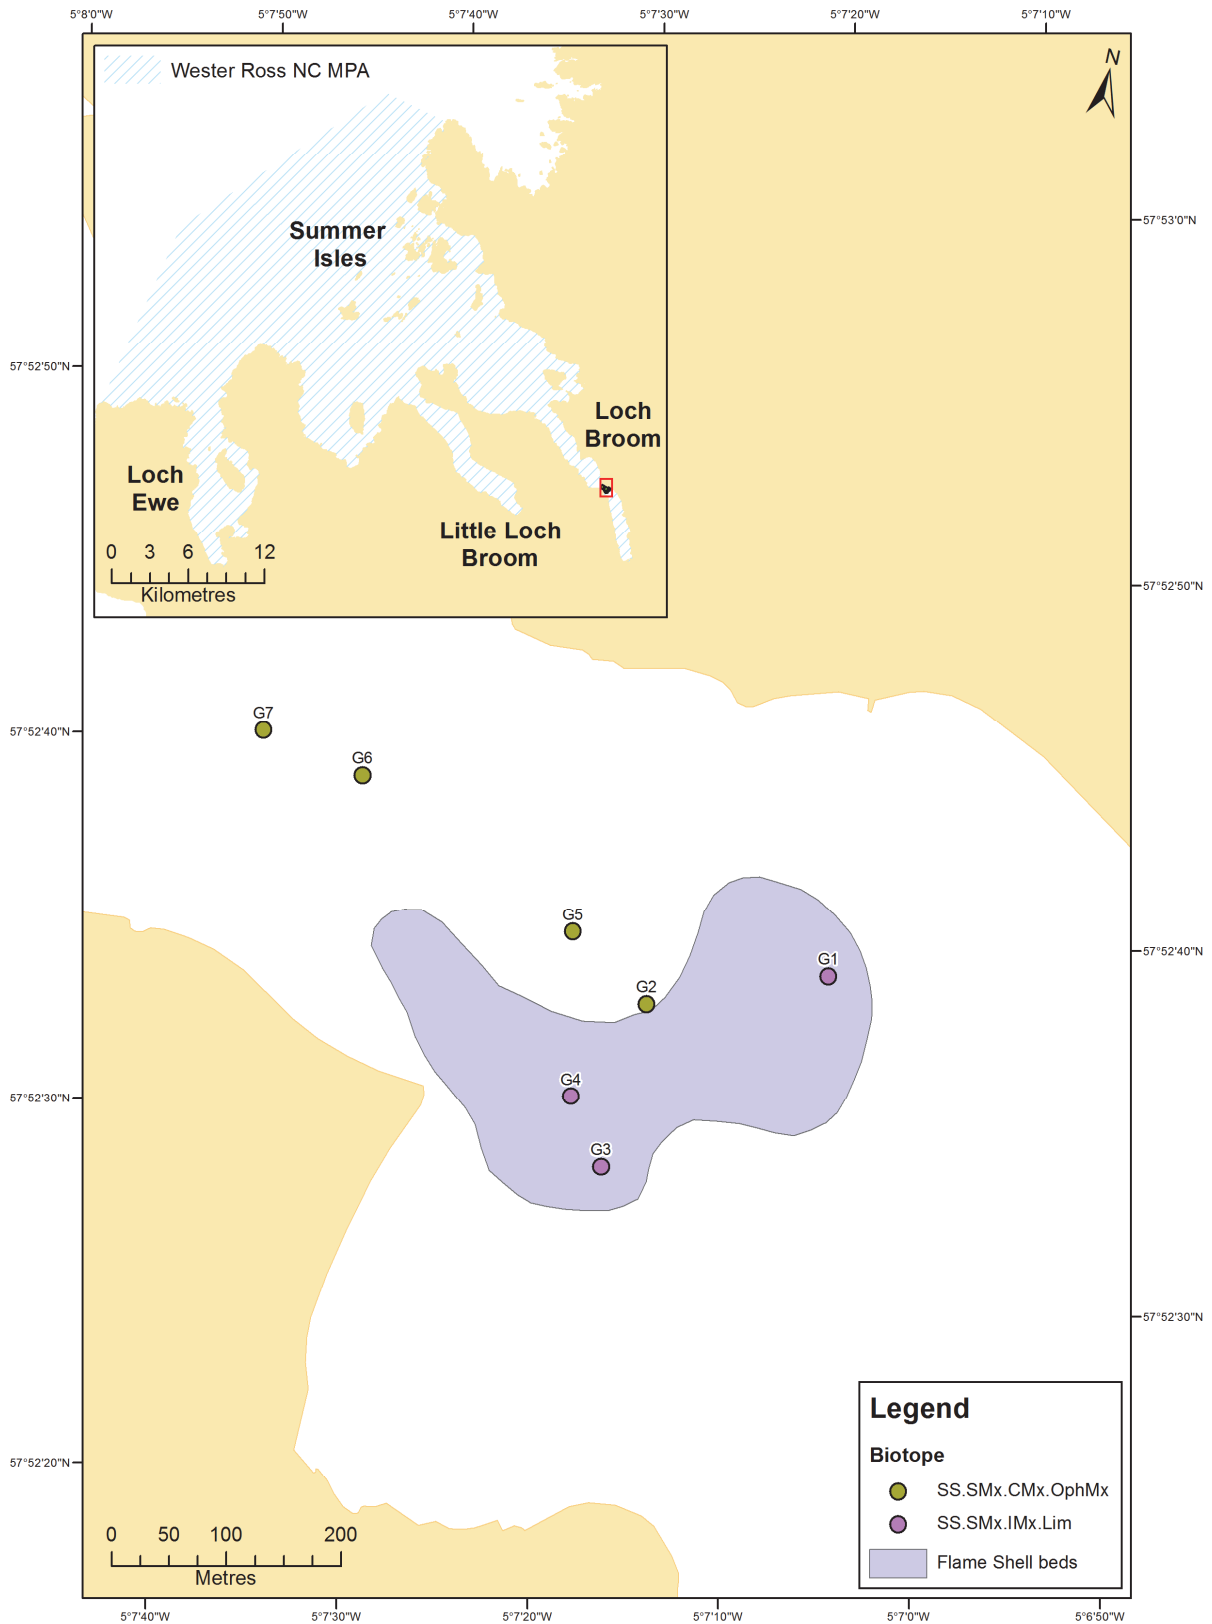 5°8'0"W 5°7'50"W 5°7'40"W 5°7'30"W 5°7'20"W 5°7'10"W
N
Wester Ross NC MPA
Summer
Isles
Loch
Broom
Loch
Ewe
Little Loch
Broom
0 3 6 12
Kilometres
57°53'0"N
57°52'50"N
57°52'50"N
G7
57°52'40"N
G6
G5
57°52'40"N
G1
G2
G4
57°52'30"N
G3
57°52'30"N
57°52'20"N
Legend
Biotope
SS.SMx.CMx.OphMx
SS.SMx.IMx.Lim
Flame Shell beds
0 50 100 200
Metres
5°7'40"W 5°7'30"W 5°7'20"W 5°7'10"W 5°7'0"W 5°6'50"W